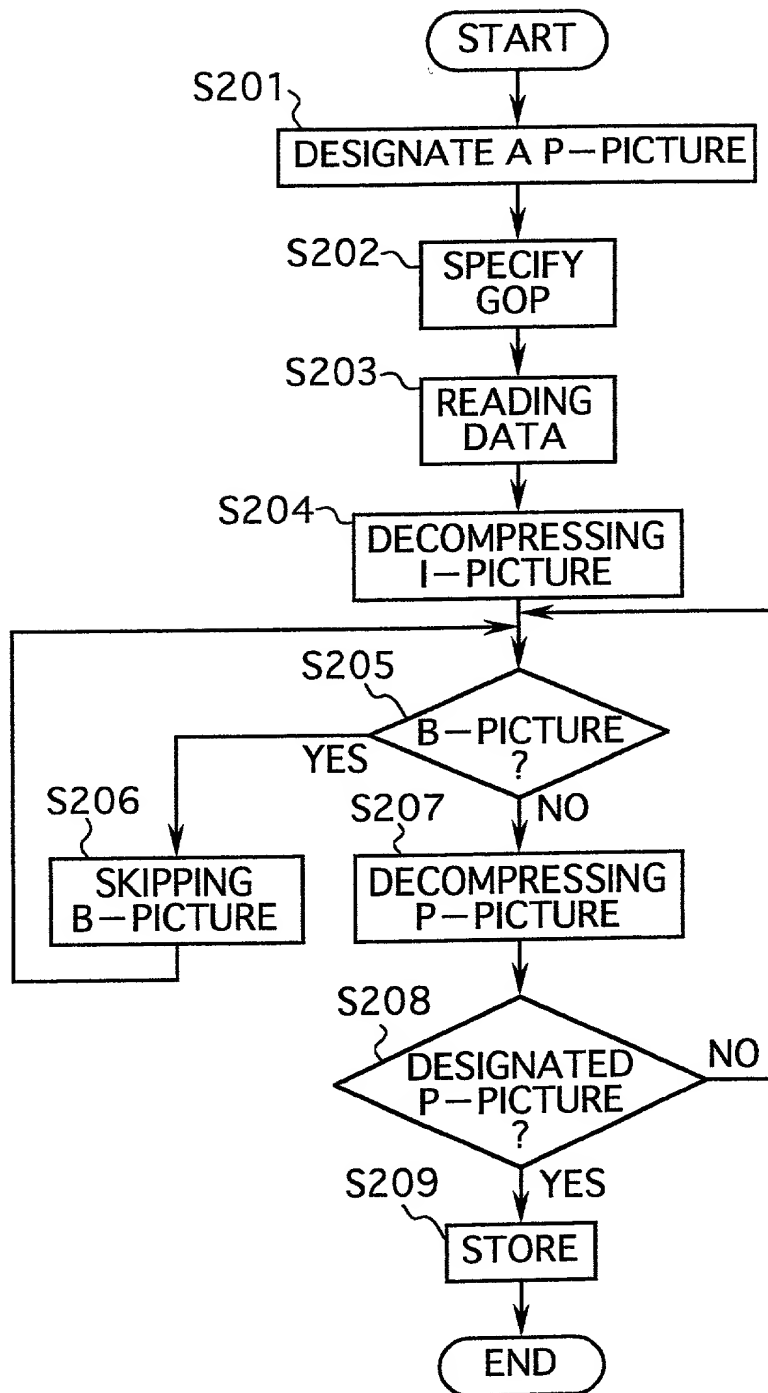 START
S201
DESIGNATE A P—PICTURE
S202
SPECIFY
GOP
S203
READING
DATA
S204
DECOMPRESSING
I—PICTURE
S205
B—PICTURE
?
YES
NO
S206
SKIPPING
B—PICTURE
S207
DECOMPRESSING
P—PICTURE
S208
DESIGNATED
P—PICTURE
?
NO
YES
S209
STORE
END